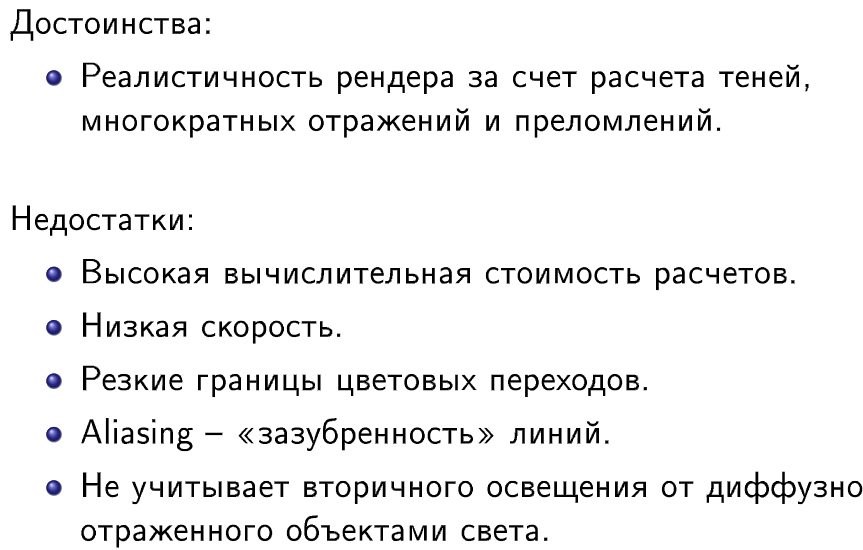 Достоинства:
Реалистичность рендера за счет расчета теней,
многократных отражений и преломлений.
Недостатки:
Высокая вычислительная стоимость расчетов.
Низкая скорость.
Резкие границы цветовых переходов.
Aliasing – «зазубренность» линий.
Не учитывает вторичного освещения от диффузно
отраженного объектами света.